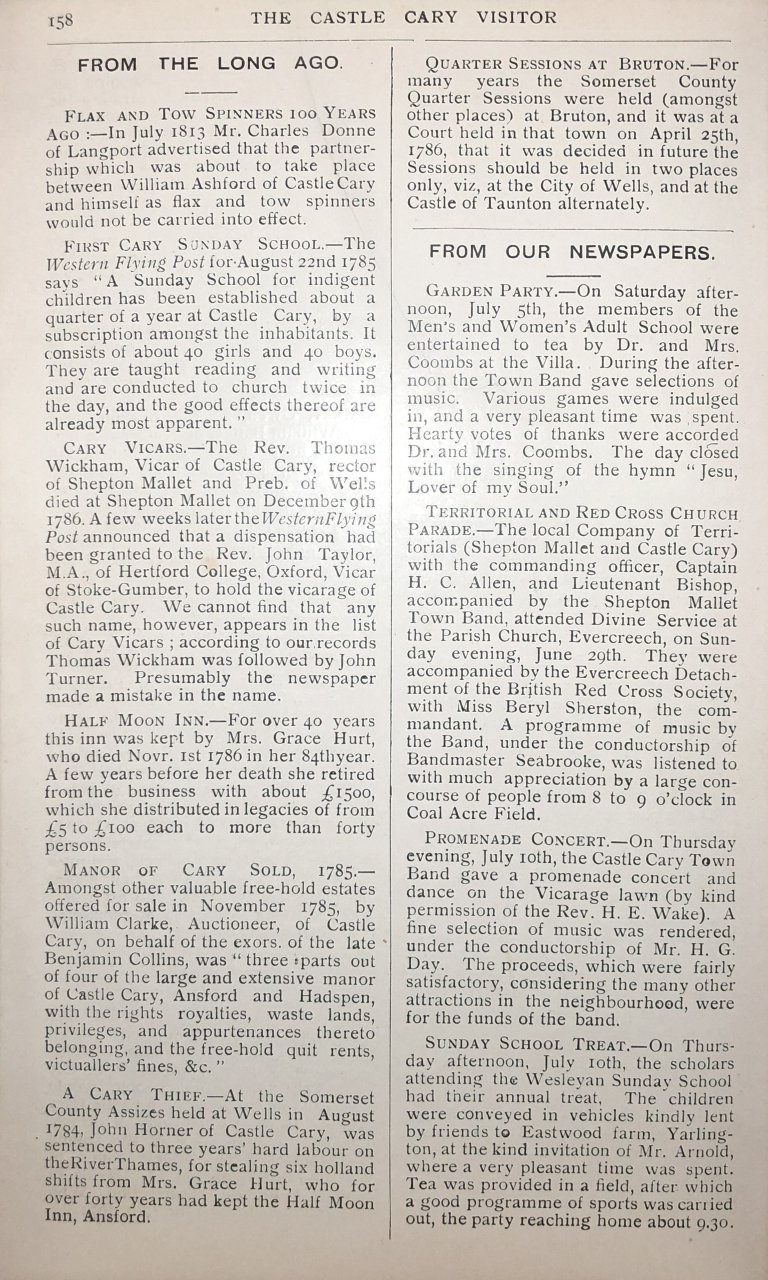 158
THE CASTLE CARY VISITOR
FROM THE LONG AGO.
FLAX AND TOW SPINNERS 100 YEARS
AGO :—In July 1813 Mr. Charles Donne
of Langport advertised that the partner-
ship which was about to take place
between William Ashford of Castle Cary
and himself as flax and tow spinners
would not be carried into effect.
FIRST CARY SUNDAY SCHOOL.—The
Western Flying Post for August 22nd 1785
says "A Sunday School for indigent
children has been established about a
quarter of a year at Castle Cary, by a
subscription amongst the inhabitants. It
consists of about 40 girls and 40 boys.
They are taught reading and writing
and are conducted to church twice in
the day, and the good effects thereof are
already most apparent."
CARY VICARS.—The Rev. Thomas
Wickham, Vicar of Castle Cary, rector
of Shepton Mallet and Preb. of Wells
died at Shepton Mallet on December 9th
1786. A few weeks later the Western Flying
Post announced that a dispensation had
been granted to the Rev. John Taylor,
M.A., of Hertford College, Oxford, Vicar
of Stoke-Gumber, to hold the vicarage of
Castle Cary. We cannot find that any
such name, however, appears in the list
of Cary Vicars ; according to our records
Thomas Wickham was followed by John
Turner. Presumably the newspaper
made a mistake in the name.
HALF MOON INN.—For over 40 years
this inn was kept by Mrs. Grace Hurt,
who died Novr. 1st 1786 in her 84thyear.
A few years before her death she retired
from the business with about £1500,
which she distributed in legacies of from
£5 to £100 each to more than forty
persons.
MANOR OF CARY SOLD, 1785.—
Amongst other valuable free-hold estates
offered for sale in November 1785, by
William Clarke, Auctioneer, of Castle
Cary, on behalf of the exors. of the late
Benjamin Collins, was "three parts out
of four of the large and extensive manor
of Castle Cary, Ansford and Hadspen,
with the rights royalties, waste lands,
privileges, and appurtenances thereto
belonging, and the free-hold quit rents,
victuallers' fines, &c."
A CARY THIEF.—At the Somerset
County Assizes held at Wells in August
1784, John Horner of Castle Cary, was
sentenced to three years' hard labour on
the River Thames, for stealing six holland
shifts from Mrs. Grace Hurt, who for
over forty years had kept the Half Moon
Inn, Ansford.
QUARTER SESSIONS AT BRUTON.—For
many years the Somerset County
Quarter Sessions were held (amongst
other places) at Bruton, and it was at a
Court held in that town on April 25th,
1786, that it was decided in future the
Sessions should be held in two places
only, viz, at the City of Wells, and at the
Castle of Taunton alternately.
FROM OUR NEWSPAPERS.
GARDEN PARTY.—On Saturday after-
noon, July 5th, the members of the
Men's and Women's Adult School were
entertained to tea by Dr. and Mrs.
Coombs at the Villa. During the after-
noon the Town Band gave selections of
music. Various games were indulged
in, and a very pleasant time was spent.
Hearty votes of thanks were accorded
Dr. and Mrs. Coombs. The day closed
with the singing of the hymn "Jesu,
Lover of my Soul."
TERRITORIAL AND RED CROSS CHURCH
PARADE.—The local Company of Terri-
torials (Shepton Mallet and Castle Cary)
with the commanding officer, Captain
H. C. Allen, and Lieutenant Bishop,
accompanied by the Shepton Mallet
Town Band, attended Divine Service at
the Parish Church, Evercreech, on Sun-
day evening, June 29th. They were
accompanied by the Evercreech Detach-
ment of the British Red Cross Society,
with Miss Beryl Sherston, the com-
mandant. A programme of music by
the Band, under the conductorship of
Bandmaster Seabrooke, was listened to
with much appreciation by a large con-
course of people from 8 to 9 o'clock in
Coal Acre Field.
PROMENADE CONCERT.—On Thursday
evening, July 10th, the Castle Cary Town
Band gave a promenade concert and
dance on the Vicarage lawn (by kind
permission of the Rev. H. E. Wake). A
fine selection of music was rendered,
under the conductorship of Mr. H. G.
Day. The proceeds, which were fairly
satisfactory, considering the many other
attractions in the neighbourhood, were
for the funds of the band.
SUNDAY SCHOOL TREAT.—On Thurs-
day afternoon, July 10th, the scholars
attending the Wesleyan Sunday School
had their annual treat, The children
were conveyed in vehicles kindly lent
by friends to Eastwood farm, Yarling-
ton, at the kind invitation of Mr. Arnold,
where a very pleasant time was spent.
Tea was provided in a field, after which
a good programme of sports was carried
out, the party reaching home about 9.30.